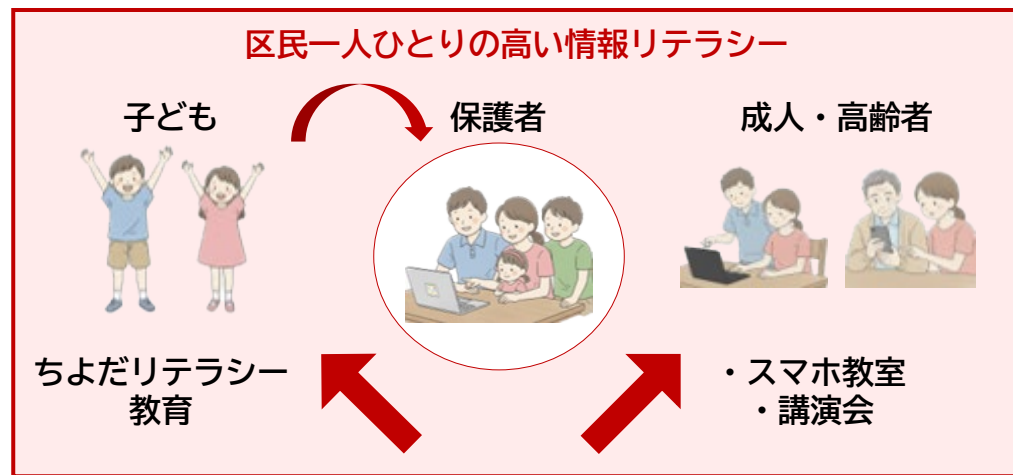 区民一人ひとりの高い情報リテラシー
子ども
保護者
成人・高齢者
ちよだリテラシー
教育
・スマホ教室
・講演会